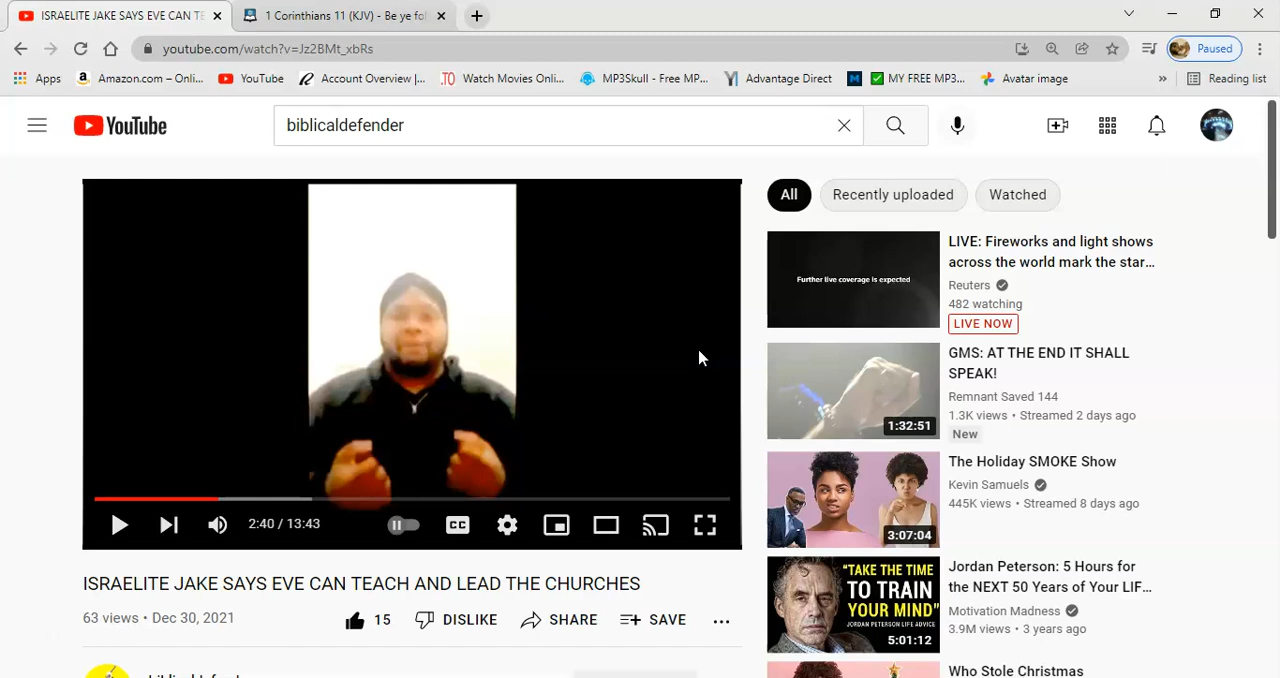 ISRAELITE JAKE SAYS EVE CAN TE
1 Corinthians 11 (KJV) - Be ye fol
youtube.com/watch?v=Jz2BMt_xbRs
Paused
Apps
Amazon.com – Onli...
YouTube
Account Overview |...
Watch Movies Onli...
MP3Skull - Free MP...
Advantage Direct
MY FREE MP3...
Avatar image
»
Reading list
YouTube
biblicaldefender
All
Recently uploaded
Watched
Further live coverage is expected
LIVE: Fireworks and light shows
across the world mark the star...
Reuters
482 watching
LIVE NOW
1:32:51
GMS: AT THE END IT SHALL
SPEAK!
Remnant Saved 144
1.3K views • Streamed 2 days ago
New
3:07:04
The Holiday SMOKE Show
Kevin Samuels
445K views • Streamed 8 days ago
"TAKE THE TIME
TO TRAIN
YOUR MIND"
JORDAN PETERSON LIFE ADVICE
5:01:12
Jordan Peterson: 5 Hours for
the NEXT 50 Years of Your LIF...
Motivation Madness
3.9M views • 3 years ago
Who Stole Christmas
2:40 / 13:43
CC
ISRAELITE JAKE SAYS EVE CAN TEACH AND LEAD THE CHURCHES
63 views • Dec 30, 2021
15
DISLIKE
SHARE
SAVE